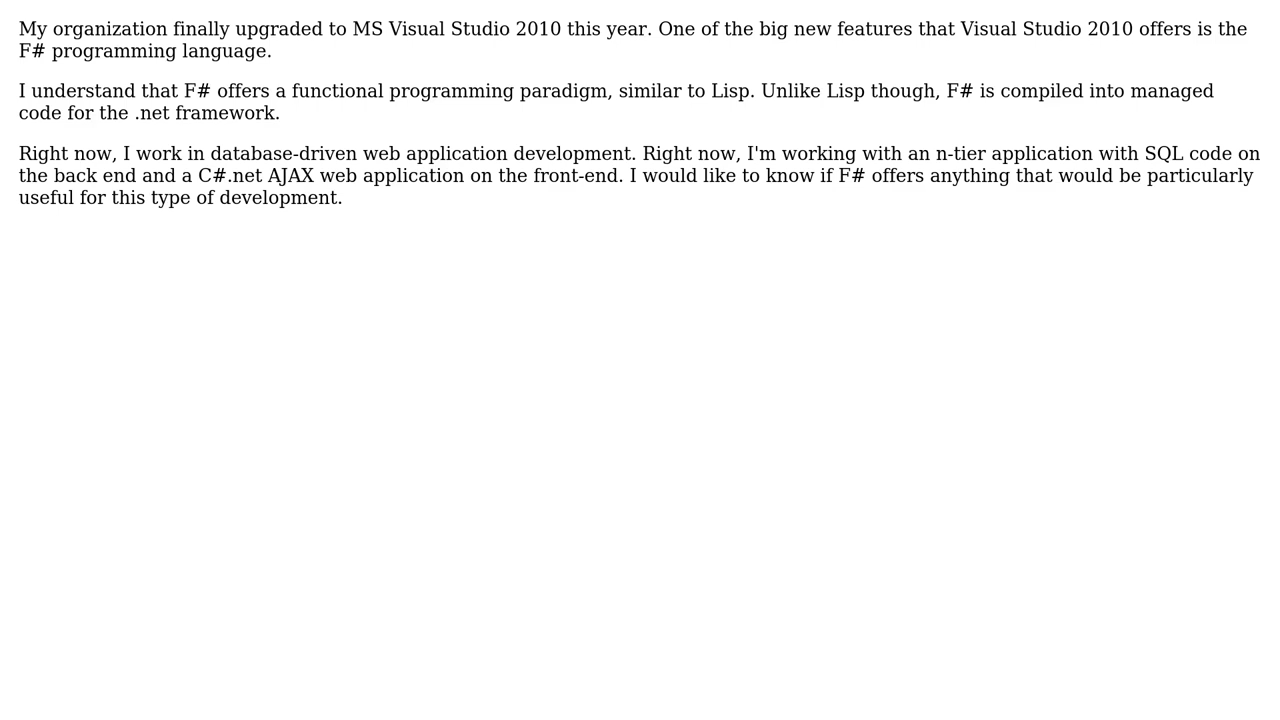 My organization finally upgraded to MS Visual Studio 2010 this year. One of the big new features that Visual Studio 2010 offers is the
F# programming language.
I understand that F# offers a functional programming paradigm, similar to Lisp. Unlike Lisp though, F# is compiled into managed
code for the .net framework.
Right now, I work in database-driven web application development. Right now, I'm working with an n-tier application with SQL code on
the back end and a C#.net AJAX web application on the front-end. I would like to know if F# offers anything that would be particularly
useful for this type of development.